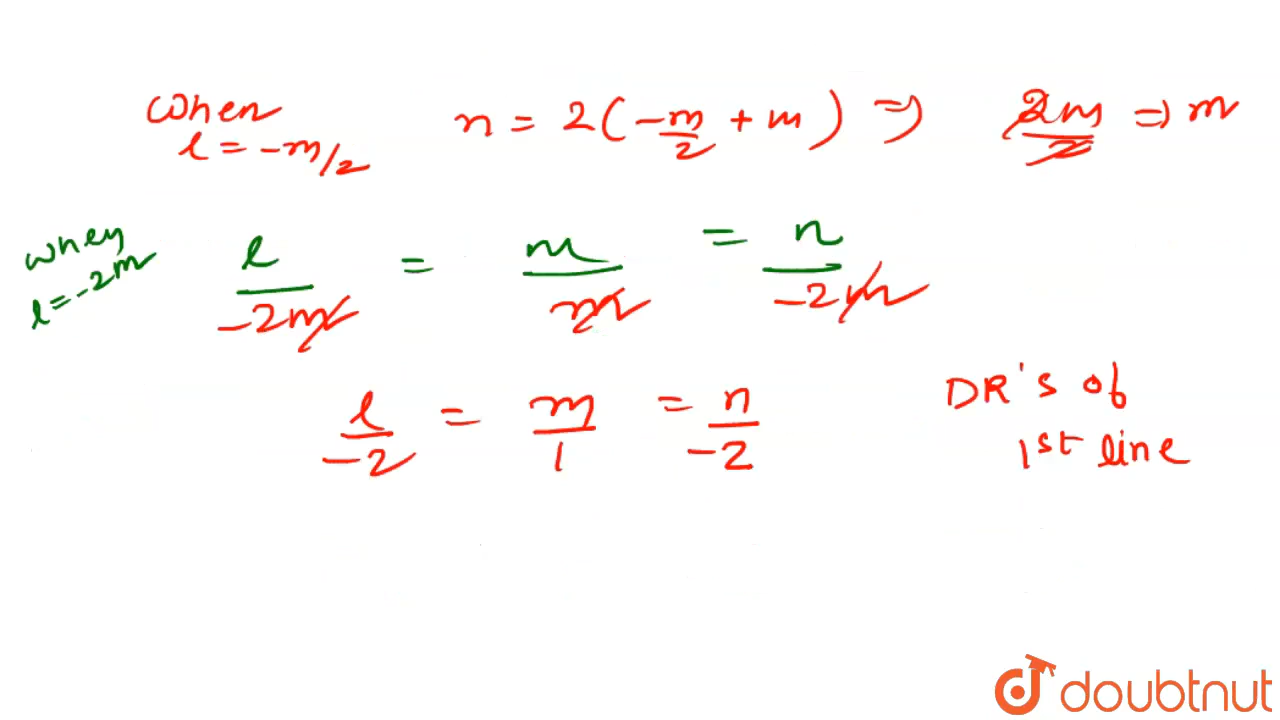 When n = 2(-m/2 + m) ⇒ 2m/2 ⇒ m
l = -m/2
when l/-2m = m/m = n/-2m
l = -2m
l/-2 = m/1 = n/-2
DR's of
1st line
doubtnut